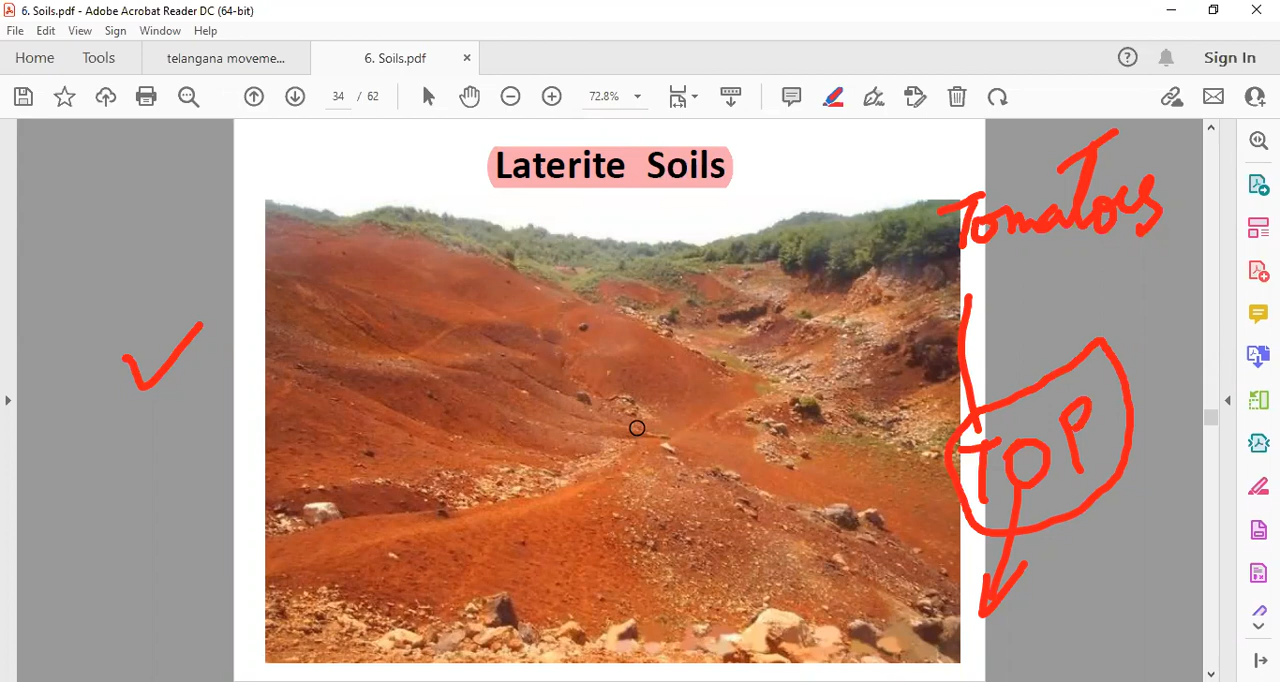 6. Soils.pdf - Adobe Acrobat Reader DC (64-bit)
File Edit View Sign Window Help
Home Tools telangana moveme... 6. Soils.pdf × Sign In
34 / 62 72.8%
Laterite Soils
Tomatoes
TOP